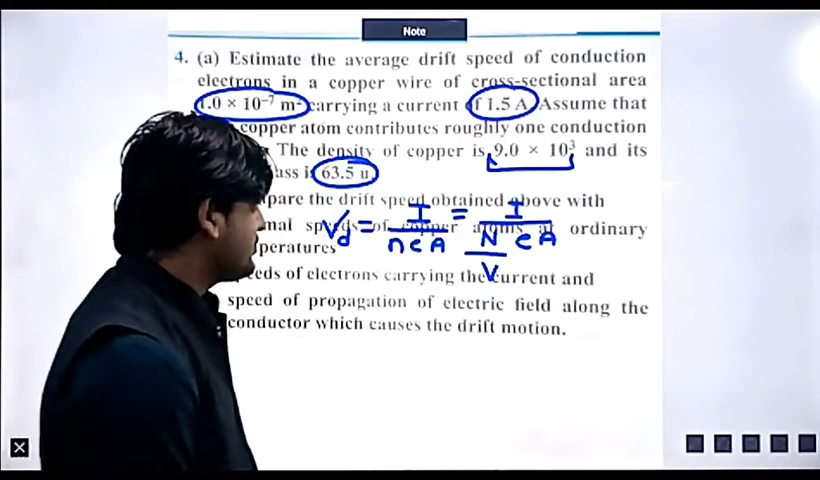 Note
4. (a) Estimate the average drift speed of conduction
electrons in a copper wire of cross-sectional area
1.0 × 10⁻⁷ m² carrying a current of 1.5 A. Assume that
copper atom contributes roughly one conduction
The density of copper is 9.0 × 10³ and its
ass is 63.5 u
pare the drift speed obtained above with
mal speeds of copper atoms at ordinary
peratures
eeds of electrons carrying the current and
speed of propagation of electric field along the
conductor which causes the drift motion.
Vd = I / neA = I / (N/V) eA